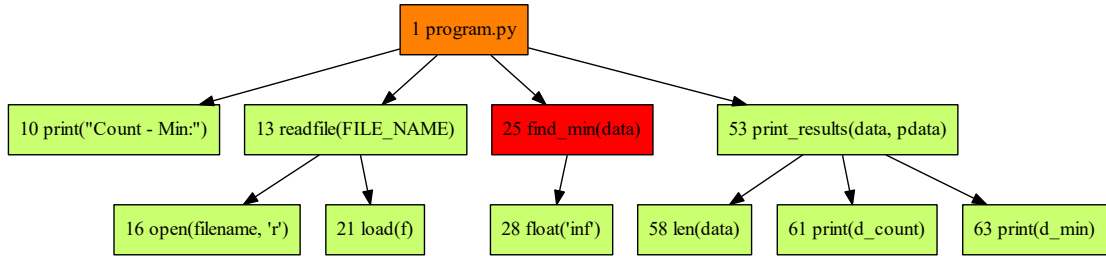 1 program.py
10 print("Count - Min:")
13 readfile(FILE_NAME)
25 find_min(data)
53 print_results(data, pdata)
16 open(filename, 'r')
21 load(f)
28 float('inf')
58 len(data)
61 print(d_count)
63 print(d_min)